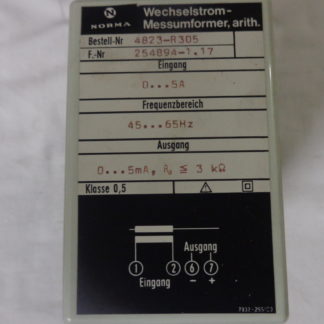 N Wechselstrom-
NORMA Messumformer, arith.
Bestell-Nr 4823-R305
F.-Nr 254894-1.17
Eingang
0...5A
Frequenzbereich
45...65Hz
Ausgang
0...5mA, Ra ≦ 3 kΩ
Klasse 0,5
Ausgang
1 2 6 7
Eingang - +